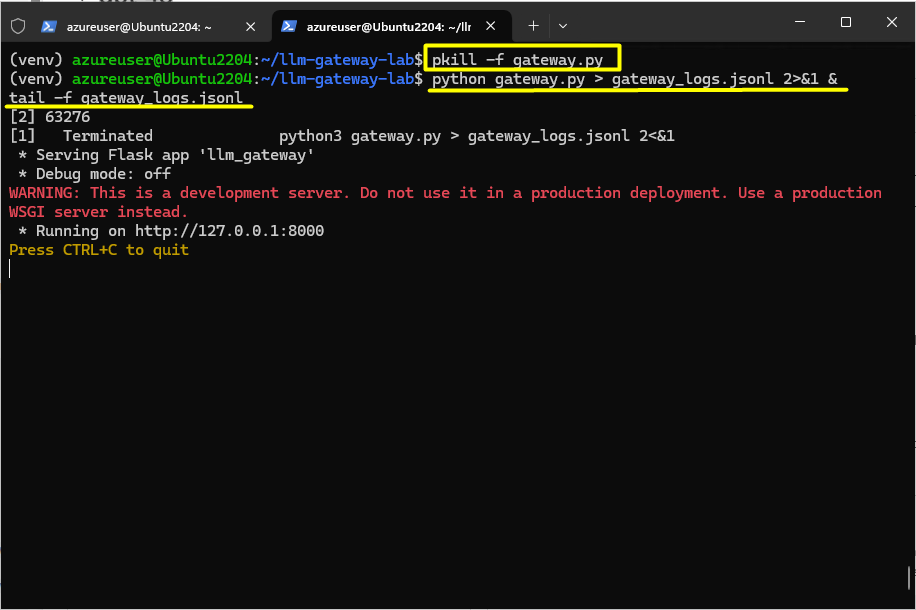 azureuser@Ubuntu2204: ~
azureuser@Ubuntu2204: ~/llm
(venv) azureuser@Ubuntu2204:~/llm-gateway-lab$ pkill -f gateway.py
(venv) azureuser@Ubuntu2204:~/llm-gateway-lab$ python gateway.py > gateway_logs.jsonl 2>&1 &
tail -f gateway_logs.jsonl
[2] 63276
[1]   Terminated              python3 gateway.py > gateway_logs.jsonl 2<&1
 * Serving Flask app 'llm_gateway'
 * Debug mode: off
WARNING: This is a development server. Do not use it in a production deployment. Use a production
WSGI server instead.
 * Running on http://127.0.0.1:8000
Press CTRL+C to quit